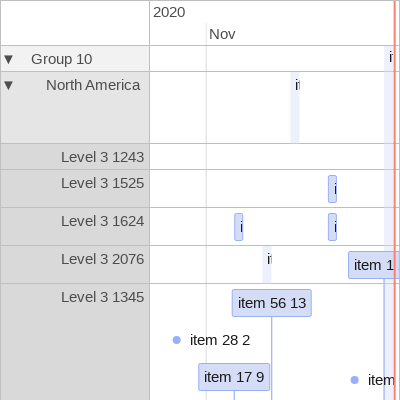 2020
Nov
▼ Group 10
▼ North America
Level 3 1243
Level 3 1525
Level 3 1624
Level 3 2076
item 1
Level 3 1345
item 56 13
item 28 2
item 17 9
item